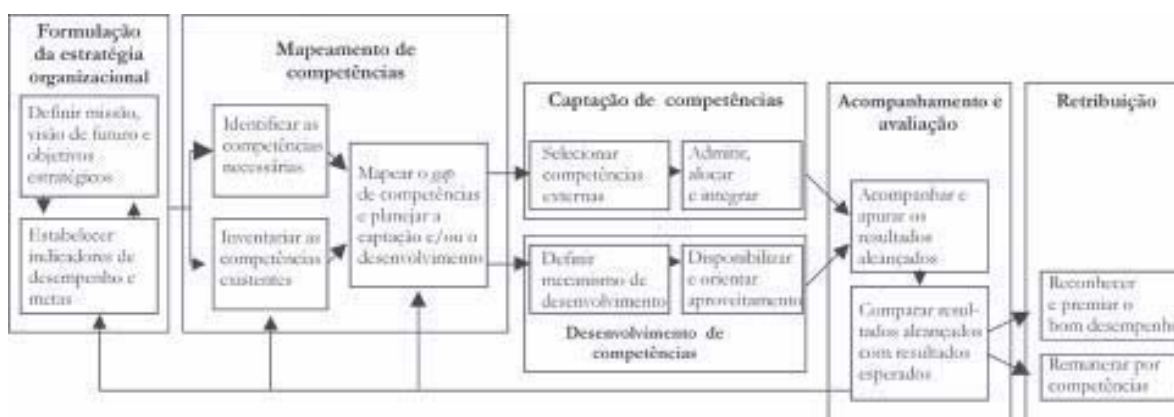 Formulação
da estratégia
organizacional
Definir missão,
visão de futuro e
objetivos
estratégicos
Estabelecer
indicadores de
desempenho e
metas
Mapeamento de
competências
Identificar as
competências
necessárias
Inventariar as
competências
existentes
Mapear o gap
de competências
e planejar a
captação e/ou o
desenvolvimento
Captação de competências
Selecionar
competências
externas
Admitir,
alocar
e integrar
Definir
mecanismo de
desenvolvimento
Disponibilizar
e orientar
aproveitamento
Desenvolvimento de
competências
Acompanhamento e
avaliação
Acompanhar e
apurar os
resultados
alcançados
Comparar resul-
tados alcançados
com resultados
esperados
Retribuição
Reconhecer
e premiar o
bom desempenho
Remunerar por
competências